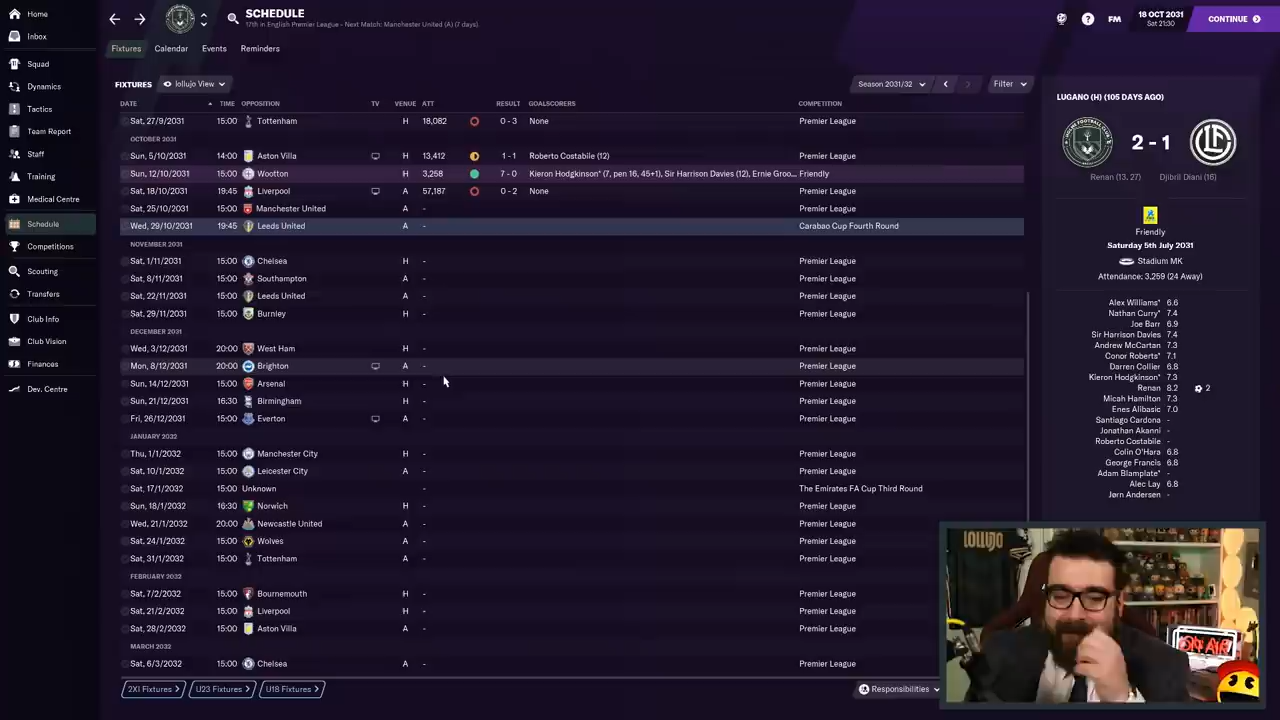 Home
Inbox
Squad
Dynamics
Tactics
Team Report
Staff
Training
Medical Centre
Schedule
Competitions
Scouting
Transfers
Club Info
Club Vision
Finances
Dev. Centre
SCHEDULE
17th in English Premier League - Next Match: Manchester United (A) (7 days).
FM 18 OCT 2031
Sat 21:30
CONTINUE
Fixtures Calendar Events Reminders
FIXTURES lollujo View Season 2031/32 Filter
DATE TIME OPPOSITION TV VENUE ATT RESULT GOALSCORERS COMPETITION
Sat, 27/9/2031 15:00 Tottenham H 18,082 0 - 3 None Premier League
OCTOBER 2031
Sun, 5/10/2031 14:00 Aston Villa H 13,412 1 - 1 Roberto Costabile (12) Premier League
Sun, 12/10/2031 15:00 Wootton H 3,258 7 - 0 Kieron Hodgkinson* (7, pen 16, 45+1), Sir Harrison Davies (12), Ernie Groo... Friendly
Sat, 18/10/2031 19:45 Liverpool A 57,187 0 - 2 None Premier League
Sat, 25/10/2031 15:00 Manchester United A - Premier League
Wed, 29/10/2031 19:45 Leeds United A - Carabao Cup Fourth Round
NOVEMBER 2031
Sat, 1/11/2031 15:00 Chelsea H - Premier League
Sat, 8/11/2031 15:00 Southampton A - Premier League
Sat, 22/11/2031 15:00 Leeds United A - Premier League
Sat, 29/11/2031 15:00 Burnley H - Premier League
DECEMBER 2031
Wed, 3/12/2031 20:00 West Ham H - Premier League
Mon, 8/12/2031 20:00 Brighton A - Premier League
Sun, 14/12/2031 15:00 Arsenal H - Premier League
Sun, 21/12/2031 16:30 Birmingham H - Premier League
Fri, 26/12/2031 15:00 Everton A - Premier League
JANUARY 2032
Thu, 1/1/2032 15:00 Manchester City H - Premier League
Sat, 10/1/2032 15:00 Leicester City A - Premier League
Sat, 17/1/2032 15:00 Unknown The Emirates FA Cup Third Round
Sun, 18/1/2032 16:30 Norwich H - Premier League
Wed, 21/1/2032 20:00 Newcastle United A - Premier League
Sat, 24/1/2032 15:00 Wolves A - Premier League
Sat, 31/1/2032 15:00 Tottenham A - Premier League
FEBRUARY 2032
Sat, 7/2/2032 15:00 Bournemouth H - Premier League
Sat, 21/2/2032 15:00 Liverpool H - Premier League
Sat, 28/2/2032 15:00 Aston Villa A - Premier League
MARCH 2032
Sat, 6/3/2032 15:00 Chelsea A - Premier League
2XI Fixtures U23 Fixtures U18 Fixtures Responsibilities
LUGANO (H) (105 DAYS AGO)
2 - 1
Renan (13, 27) Djibril Diani (16)
Friendly
Saturday 5th July 2031
Stadium MK
Attendance: 3,259 (24 Away)
Alex Williams* 6.6
Nathan Curry* 7.4
Joe Barr 6.9
Sir Harrison Davies 7.4
Andrew McCartan 7.3
Conor Roberts* 7.1
Darren Collier 6.8
Kieron Hodgkinson* 7.3
Renan 8.2 2
Micah Hamilton 7.3
Enes Alibasic 7.0
Santiago Cardona -
Jonathan Akanni -
Roberto Costabile -
Colin O'Hara 6.8
George Francis 6.8
Adam Blamplate* -
Alec Lay 6.8
Jørn Andersen -
lollujo
ON AIR